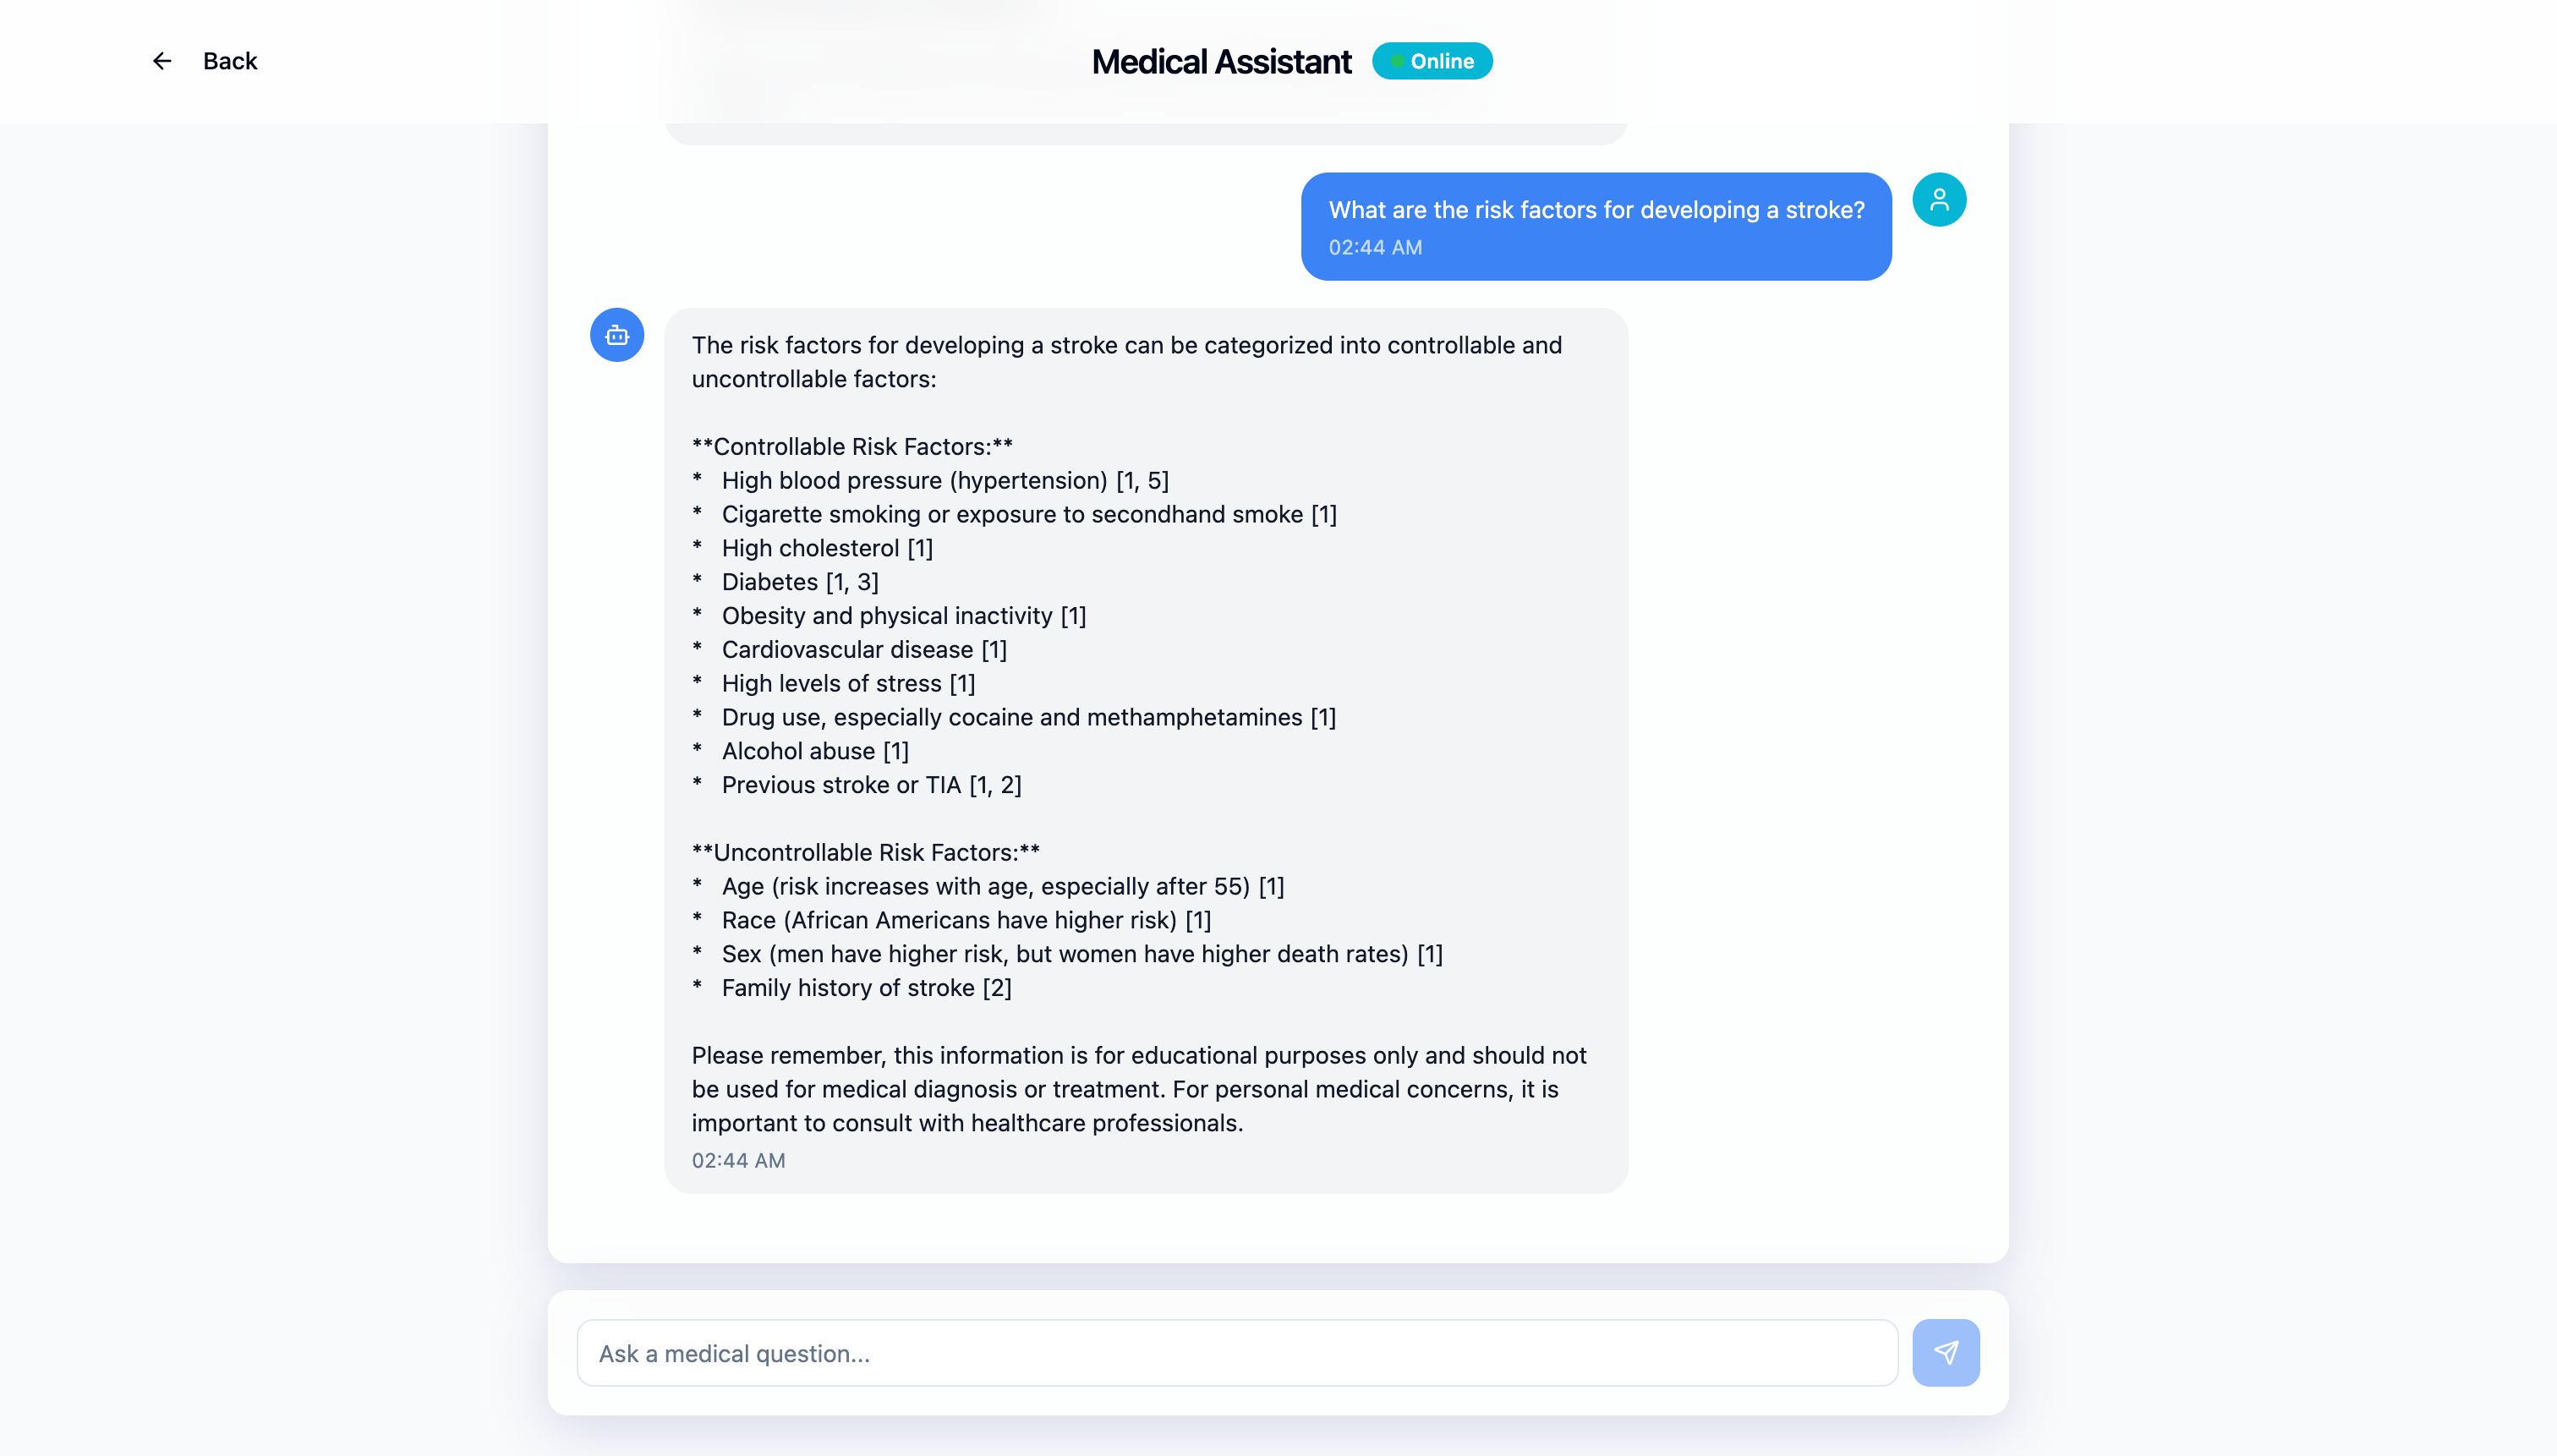 Back
Medical Assistant
Online
What are the risk factors for developing a stroke?
02:44 AM
The risk factors for developing a stroke can be categorized into controllable and
uncontrollable factors:
**Controllable Risk Factors:**
*   High blood pressure (hypertension) [1, 5]
*   Cigarette smoking or exposure to secondhand smoke [1]
*   High cholesterol [1]
*   Diabetes [1, 3]
*   Obesity and physical inactivity [1]
*   Cardiovascular disease [1]
*   High levels of stress [1]
*   Drug use, especially cocaine and methamphetamines [1]
*   Alcohol abuse [1]
*   Previous stroke or TIA [1, 2]
**Uncontrollable Risk Factors:**
*   Age (risk increases with age, especially after 55) [1]
*   Race (African Americans have higher risk) [1]
*   Sex (men have higher risk, but women have higher death rates) [1]
*   Family history of stroke [2]
Please remember, this information is for educational purposes only and should not
be used for medical diagnosis or treatment. For personal medical concerns, it is
important to consult with healthcare professionals.
02:44 AM
Ask a medical question...